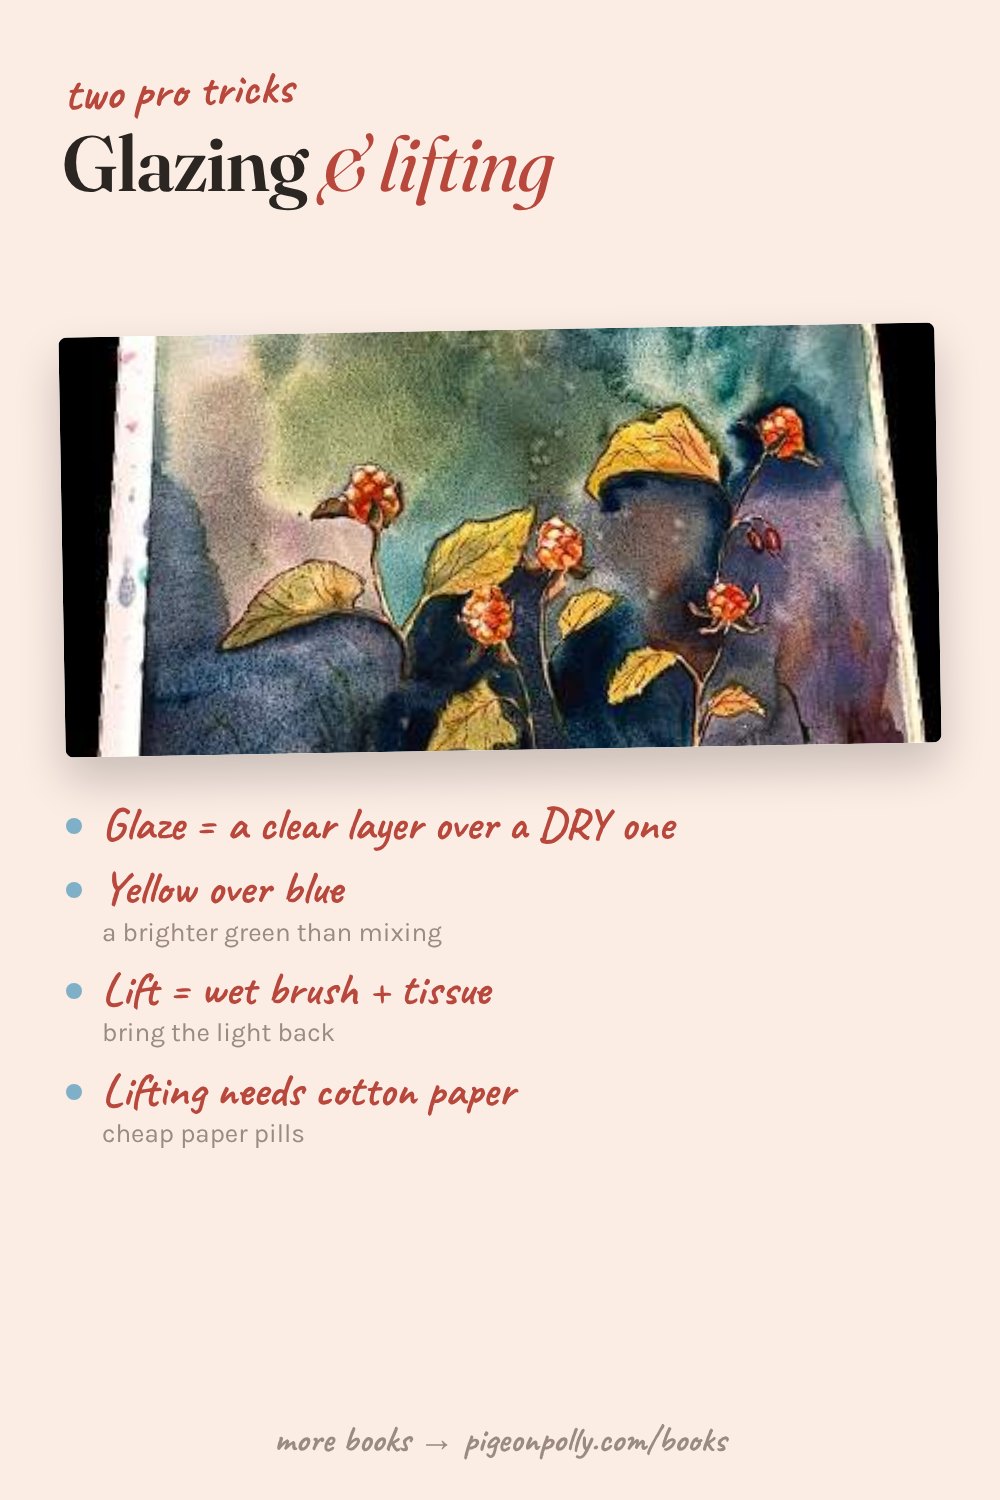 two pro tricks
Glazing & lifting
Glaze = a clear layer over a DRY one
Yellow over blue
a brighter green than mixing
Lift = wet brush + tissue
bring the light back
Lifting needs cotton paper
cheap paper pills
more books → pigeonpolly.com/books